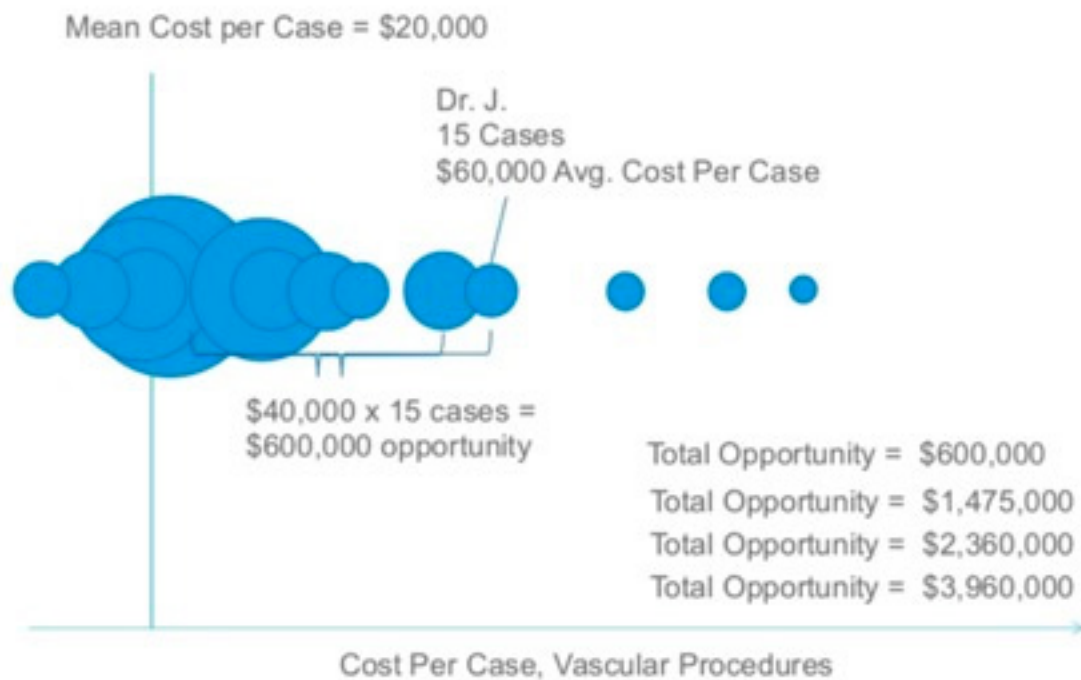 Mean Cost per Case = $20,000
Dr. J.
15 Cases
$60,000 Avg. Cost Per Case
$40,000 x 15 cases =
$600,000 opportunity
Total Opportunity = $600,000
Total Opportunity = $1,475,000
Total Opportunity = $2,360,000
Total Opportunity = $3,960,000
Cost Per Case, Vascular Procedures